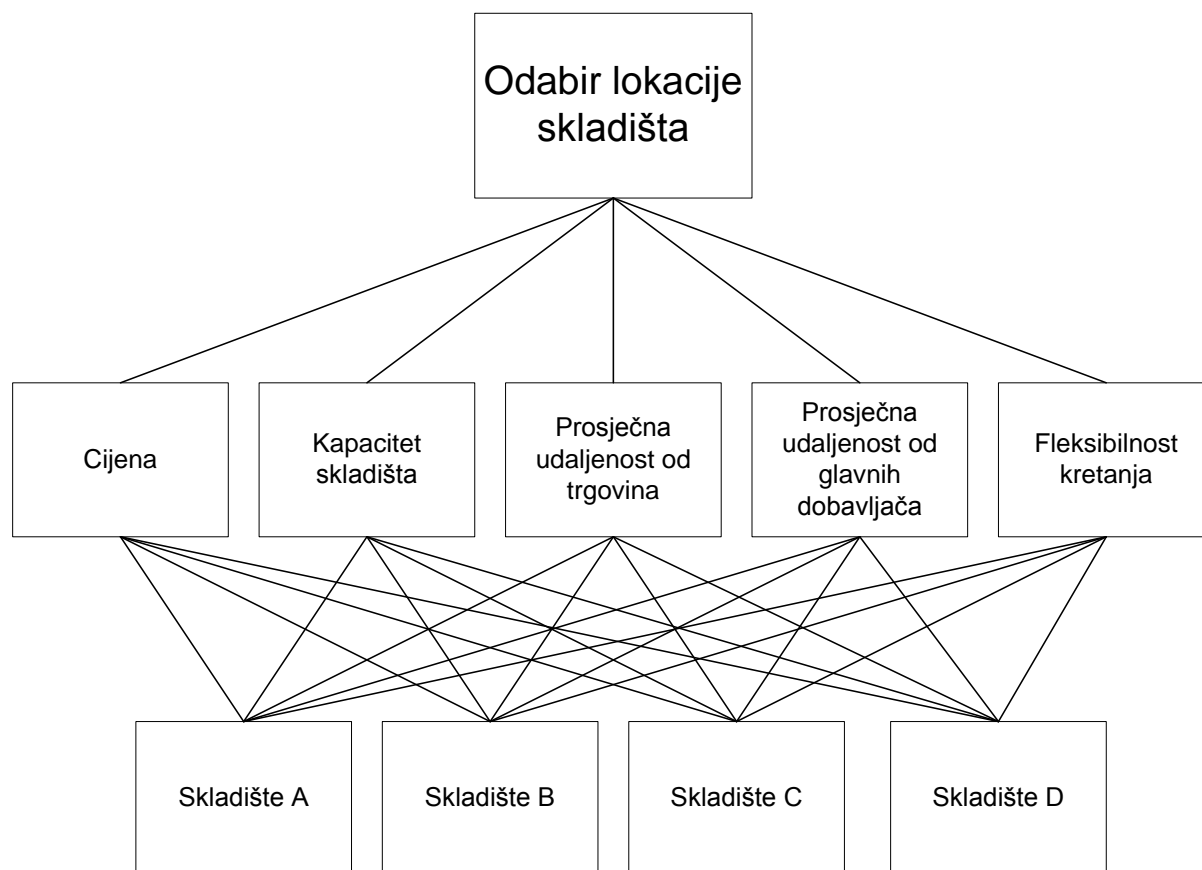 Odabir lokacije
skladišta
Cijena
Kapacitet
skladišta
Prosječna
udaljenost od
trgovina
Prosječna
udaljenost od
glavnih
dobavljača
Fleksibilnost
kretanja
Skladište A
Skladište B
Skladište C
Skladište D